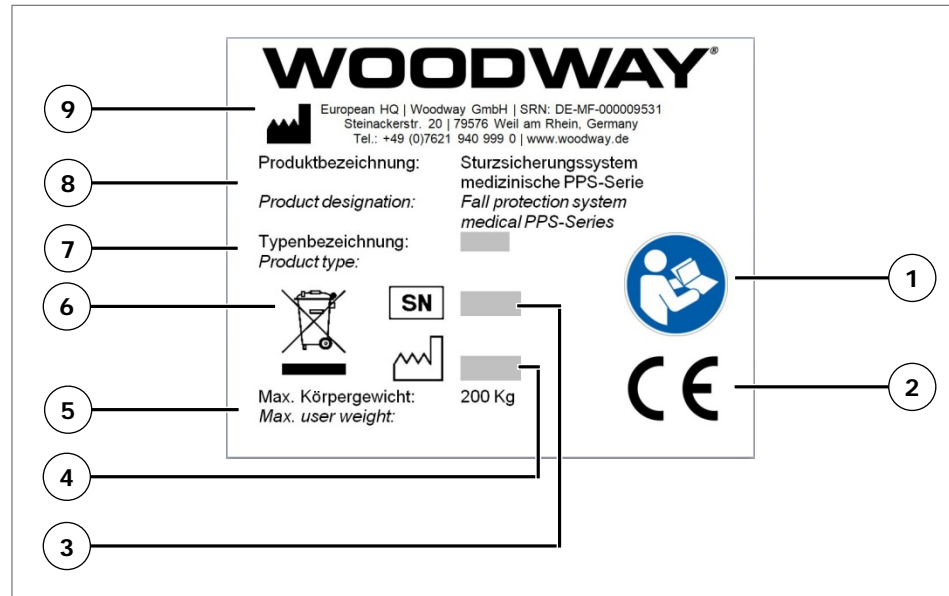 WOODWAY®
9
European HQ | Woodway GmbH | SRN: DE-MF-000009531
Steinackerstr. 20 | 79576 Weil am Rhein, Germany
Tel.: +49 (0)7621 940 999 0 | www.woodway.de
8
Produktbezeichnung: Sturzsicherungssystem
medizinische PPS-Serie
Product designation: Fall protection system
medical PPS-Series
7
Typenbezeichnung:
Product type:
1
6
SN
2
5
Max. Körpergewicht: 200 Kg
Max. user weight:
CE
4
3